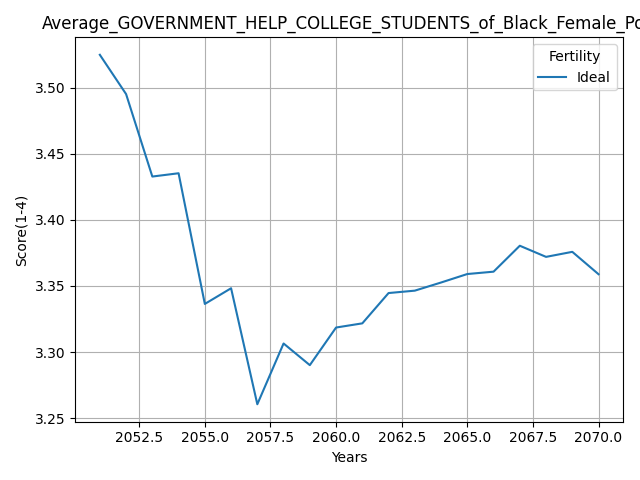 Average_GOVERNMENT_HELP_COLLEGE_STUDENTS_of_Black_Female_Po
Fertility
Ideal
3.50
3.45
3.40
3.35
3.30
3.25
Score(1-4)
2052.5 2055.0 2057.5 2060.0 2062.5 2065.0 2067.5 2070.0
Years